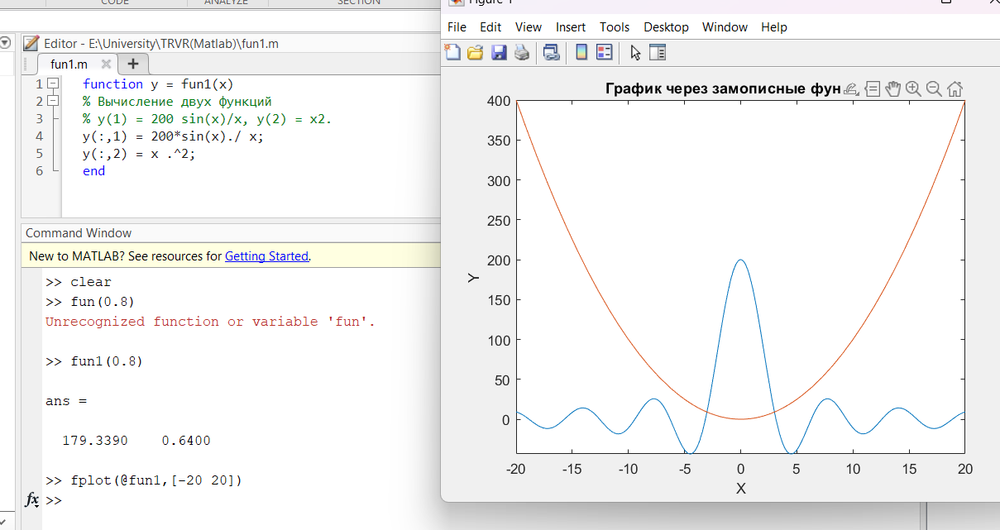 CODE
ANALYZE
SECTION
Editor - E:\University\TRVR(Matlab)\fun1.m
fun1.m
1 function y = fun1(x)
2 % Вычисление двух функций
3 % y(1) = 200 sin(x)/x, y(2) = x2.
4 y(:,1) = 200*sin(x)./ x;
5 y(:,2) = x .^2;
6 end
Command Window
New to MATLAB? See resources for Getting Started.
>> clear
>> fun(0.8)
Unrecognized function or variable 'fun'.
>> fun1(0.8)
ans =
179.3390 0.6400
>> fplot(@fun1,[-20 20])
fx >>
Figure 1
File Edit View Insert Tools Desktop Window Help
График через замописные фун
400
350
300
250
200
150
100
50
0
Y
-20 -15 -10 -5 0 5 10 15 20
X